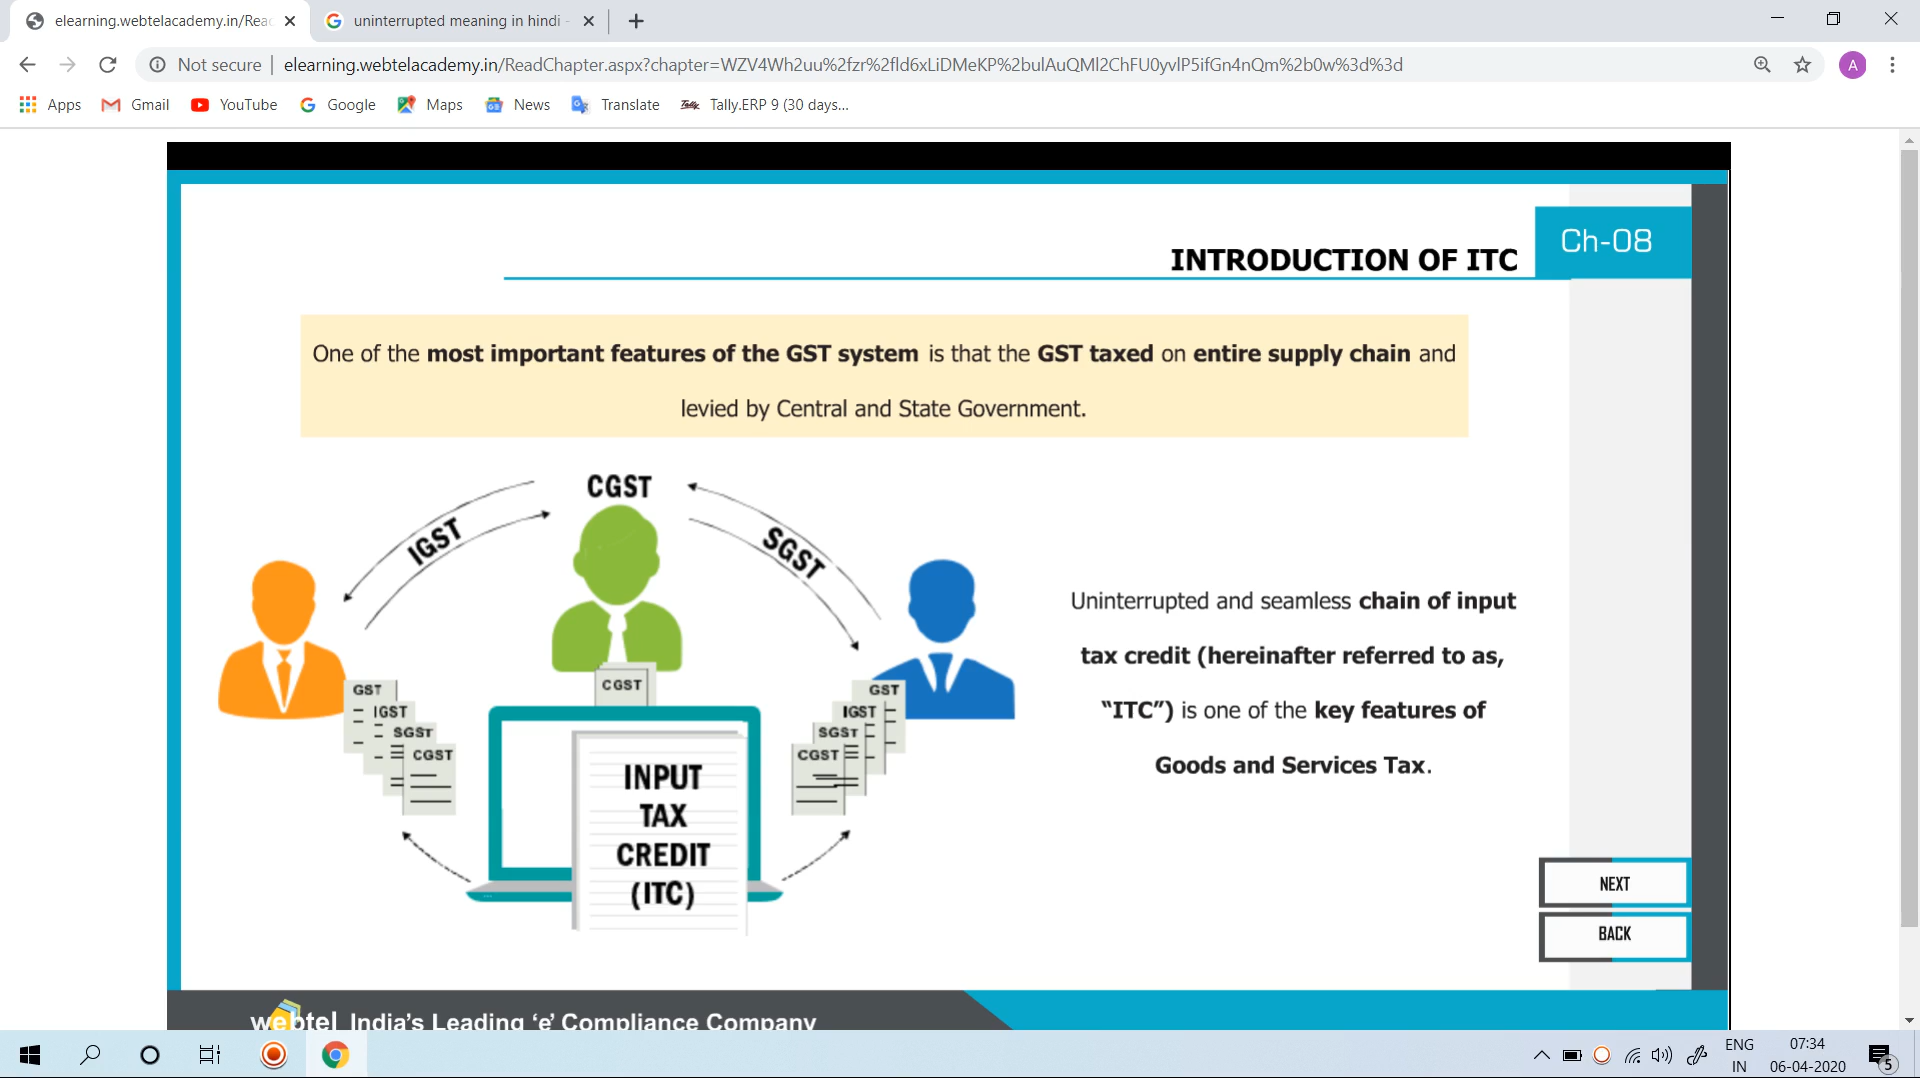 elearning.webtelacademy.in/Read
uninterrupted meaning in hindi -
Not secure
elearning.webtelacademy.in/ReadChapter.aspx?chapter=WZV4Wh2uu%2fzr%2fld6xLiDMeKP%2bulAuQMl2ChFU0yvlP5ifGn4nQm%2b0w%3d%3d
A
Apps Gmail YouTube Google Maps News Translate Tally.ERP 9 (30 days...
Ch-08
INTRODUCTION OF ITC
One of the most important features of the GST system is that the GST taxed on entire supply chain and
levied by Central and State Government.
CGST
IGST
SGST
CGST
GST
IGST
SGST
CGST
GST
IGST
SGST
CGST
INPUT
TAX
CREDIT
(ITC)
Uninterrupted and seamless chain of input
tax credit (hereinafter referred to as,
“ITC”) is one of the key features of
Goods and Services Tax.
NEXT
BACK
webtel India's Leading ‘e’ Compliance Company
ENG
IN
07:34
06-04-2020
5